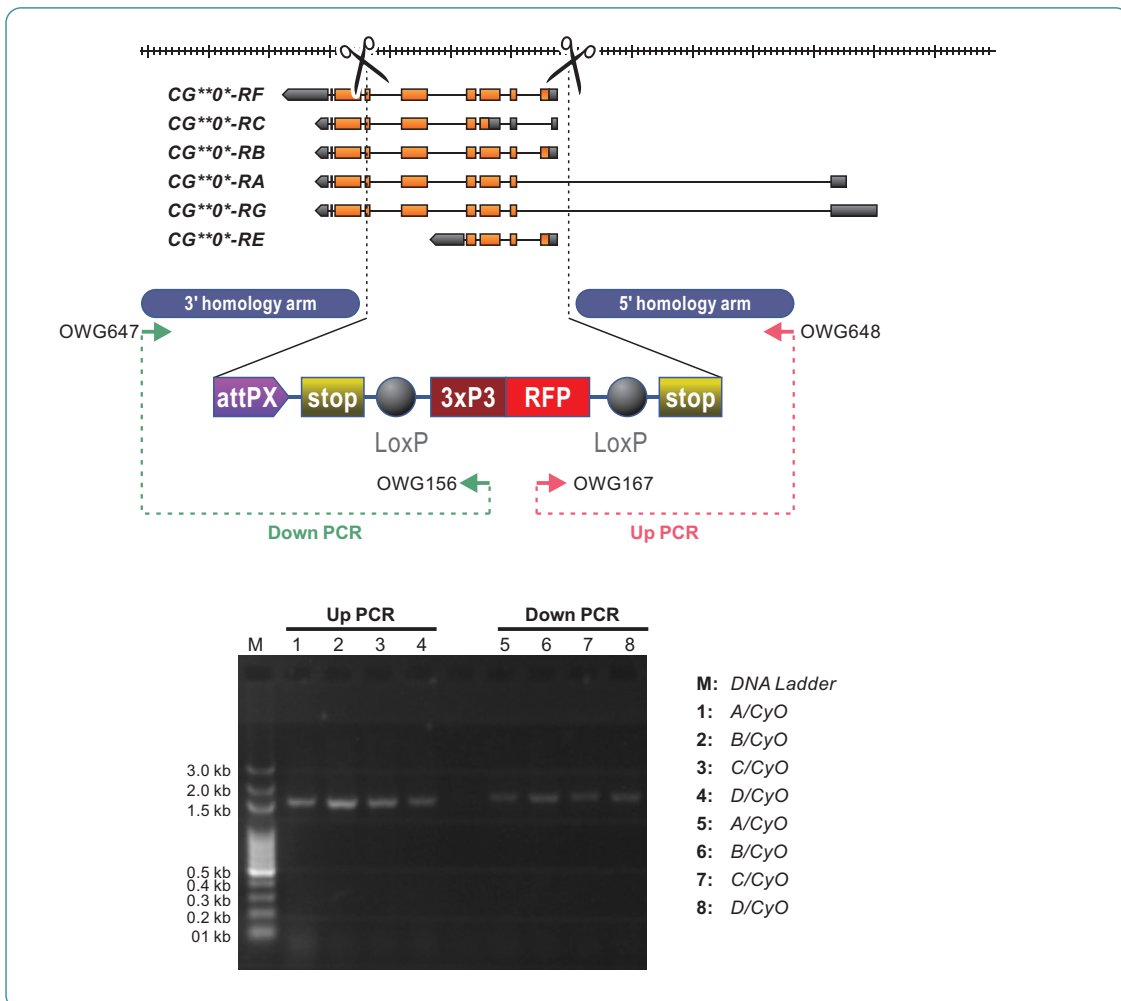 CG**0*-RF
CG**0*-RC
CG**0*-RB
CG**0*-RA
CG**0*-RG
CG**0*-RE
3' homology arm
5' homology arm
OWG647
OWG648
attPX
stop
3xP3
RFP
stop
LoxP
LoxP
OWG156
OWG167
Down PCR
Up PCR
Up PCR
Down PCR
M 1 2 3 4 5 6 7 8
3.0 kb
2.0 kb
1.5 kb
0.5 kb
0.4 kb
0.3 kb
0.2 kb
01 kb
M: DNA Ladder
1: A/CyO
2: B/CyO
3: C/CyO
4: D/CyO
5: A/CyO
6: B/CyO
7: C/CyO
8: D/CyO